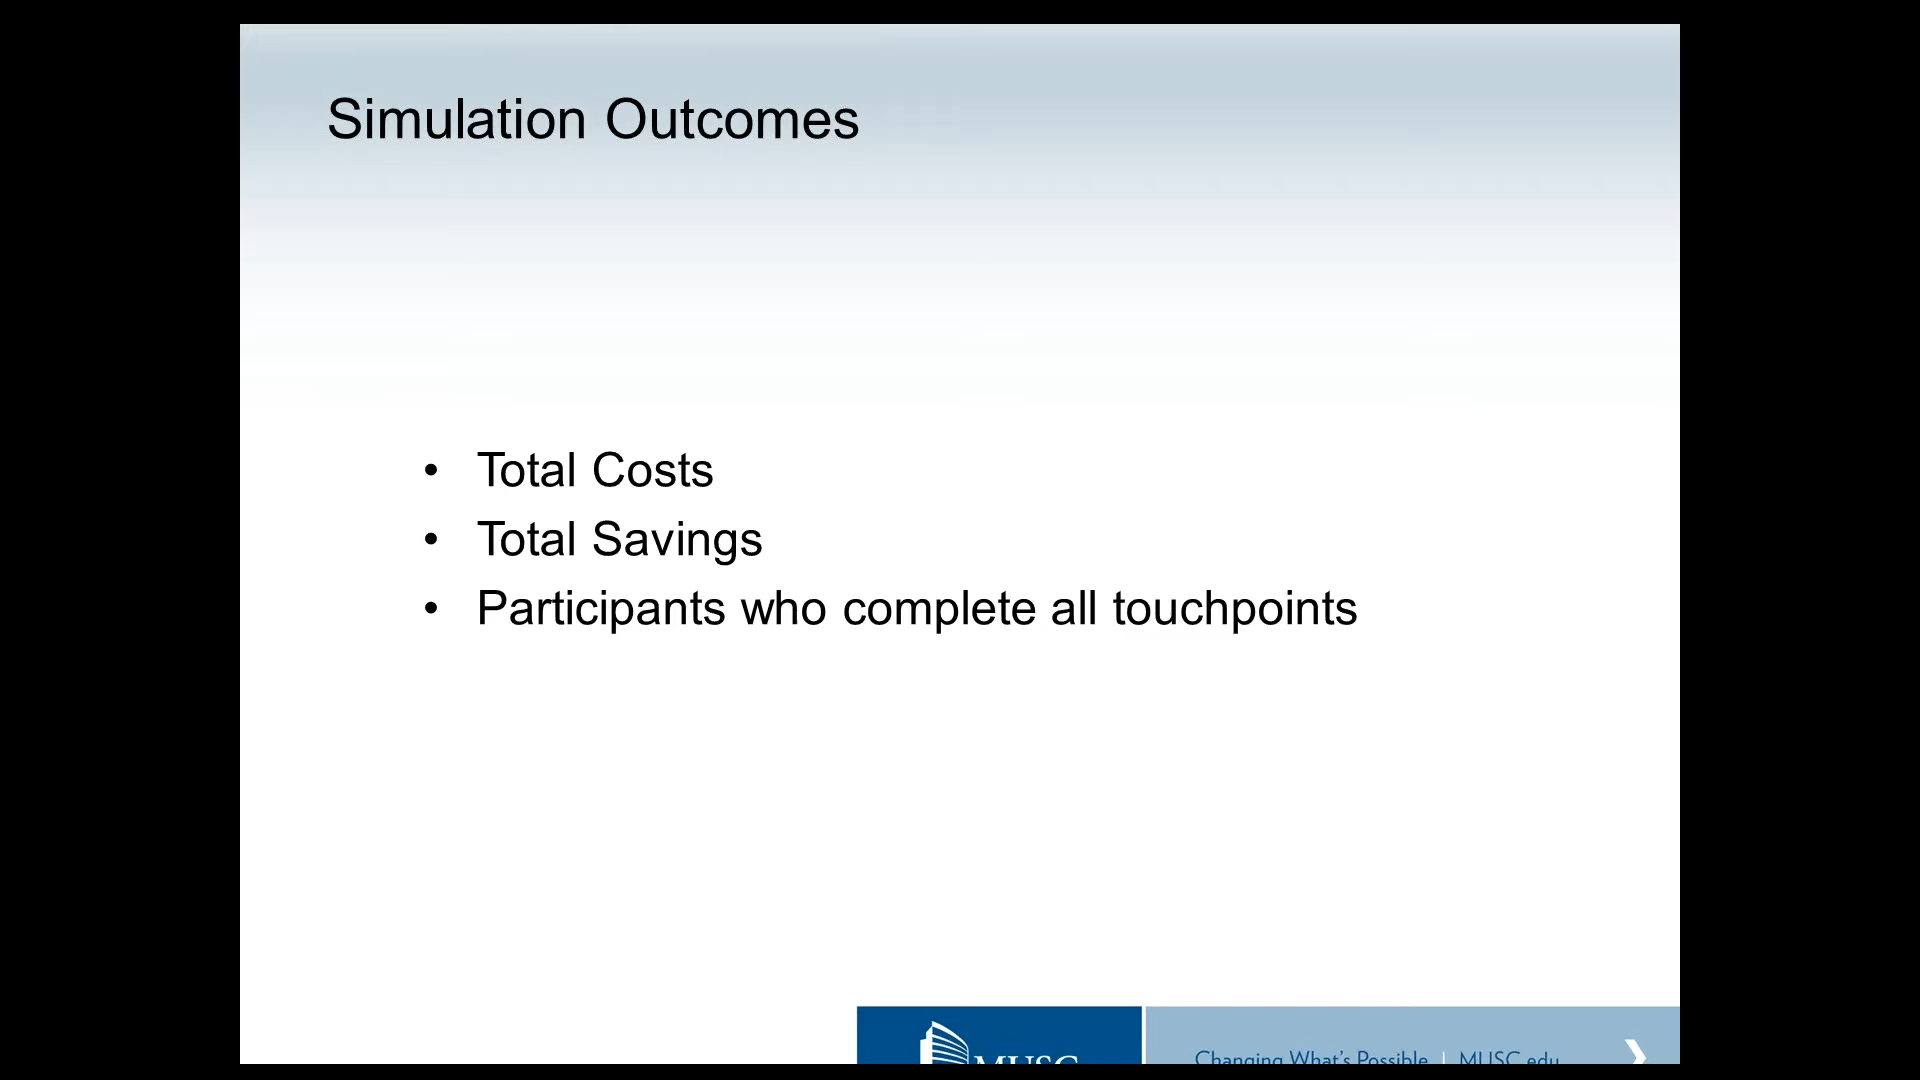 Simulation Outcomes
• Total Costs
• Total Savings
• Participants who complete all touchpoints
MUSC
Changing What's Possible | MUSC.edu